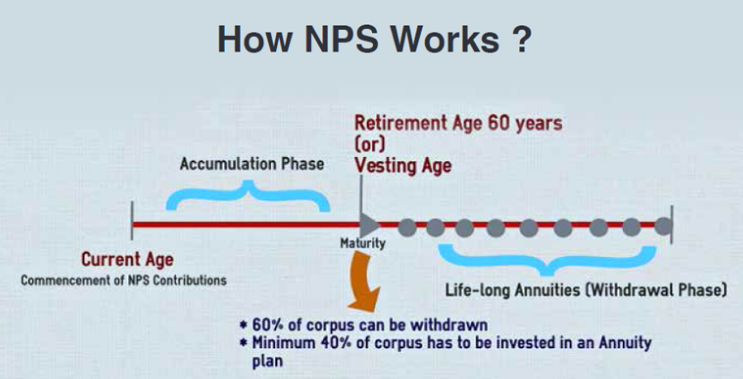 How NPS Works ?
Retirement Age 60 years
(or)
Vesting Age
Accumulation Phase
Maturity
Current Age
Commencement of NPS Contributions
Life-long Annuities (Withdrawal Phase)
* 60% of corpus can be withdrawn
* Minimum 40% of corpus has to be invested in an Annuity
plan